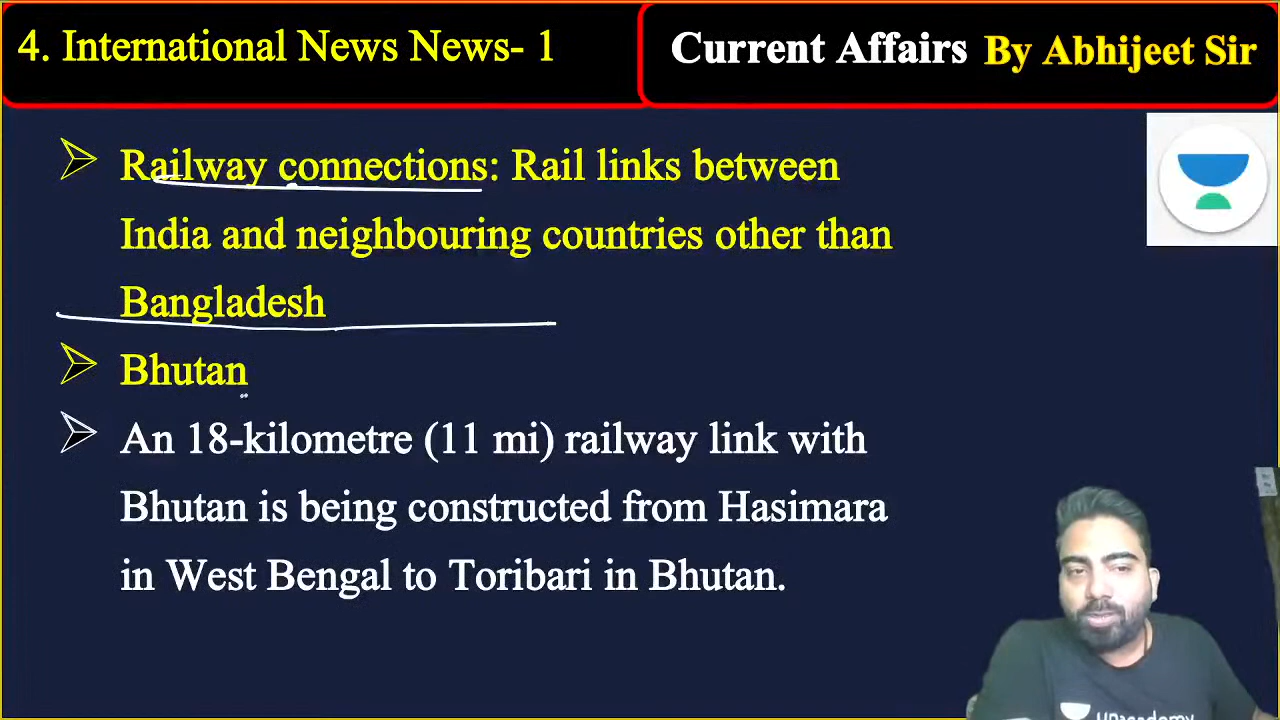 4. International News News- 1
Current Affairs By Abhijeet Sir
Railway connections: Rail links between
India and neighbouring countries other than
Bangladesh
Bhutan
An 18-kilometre (11 mi) railway link with
Bhutan is being constructed from Hasimara
in West Bengal to Toribari in Bhutan.